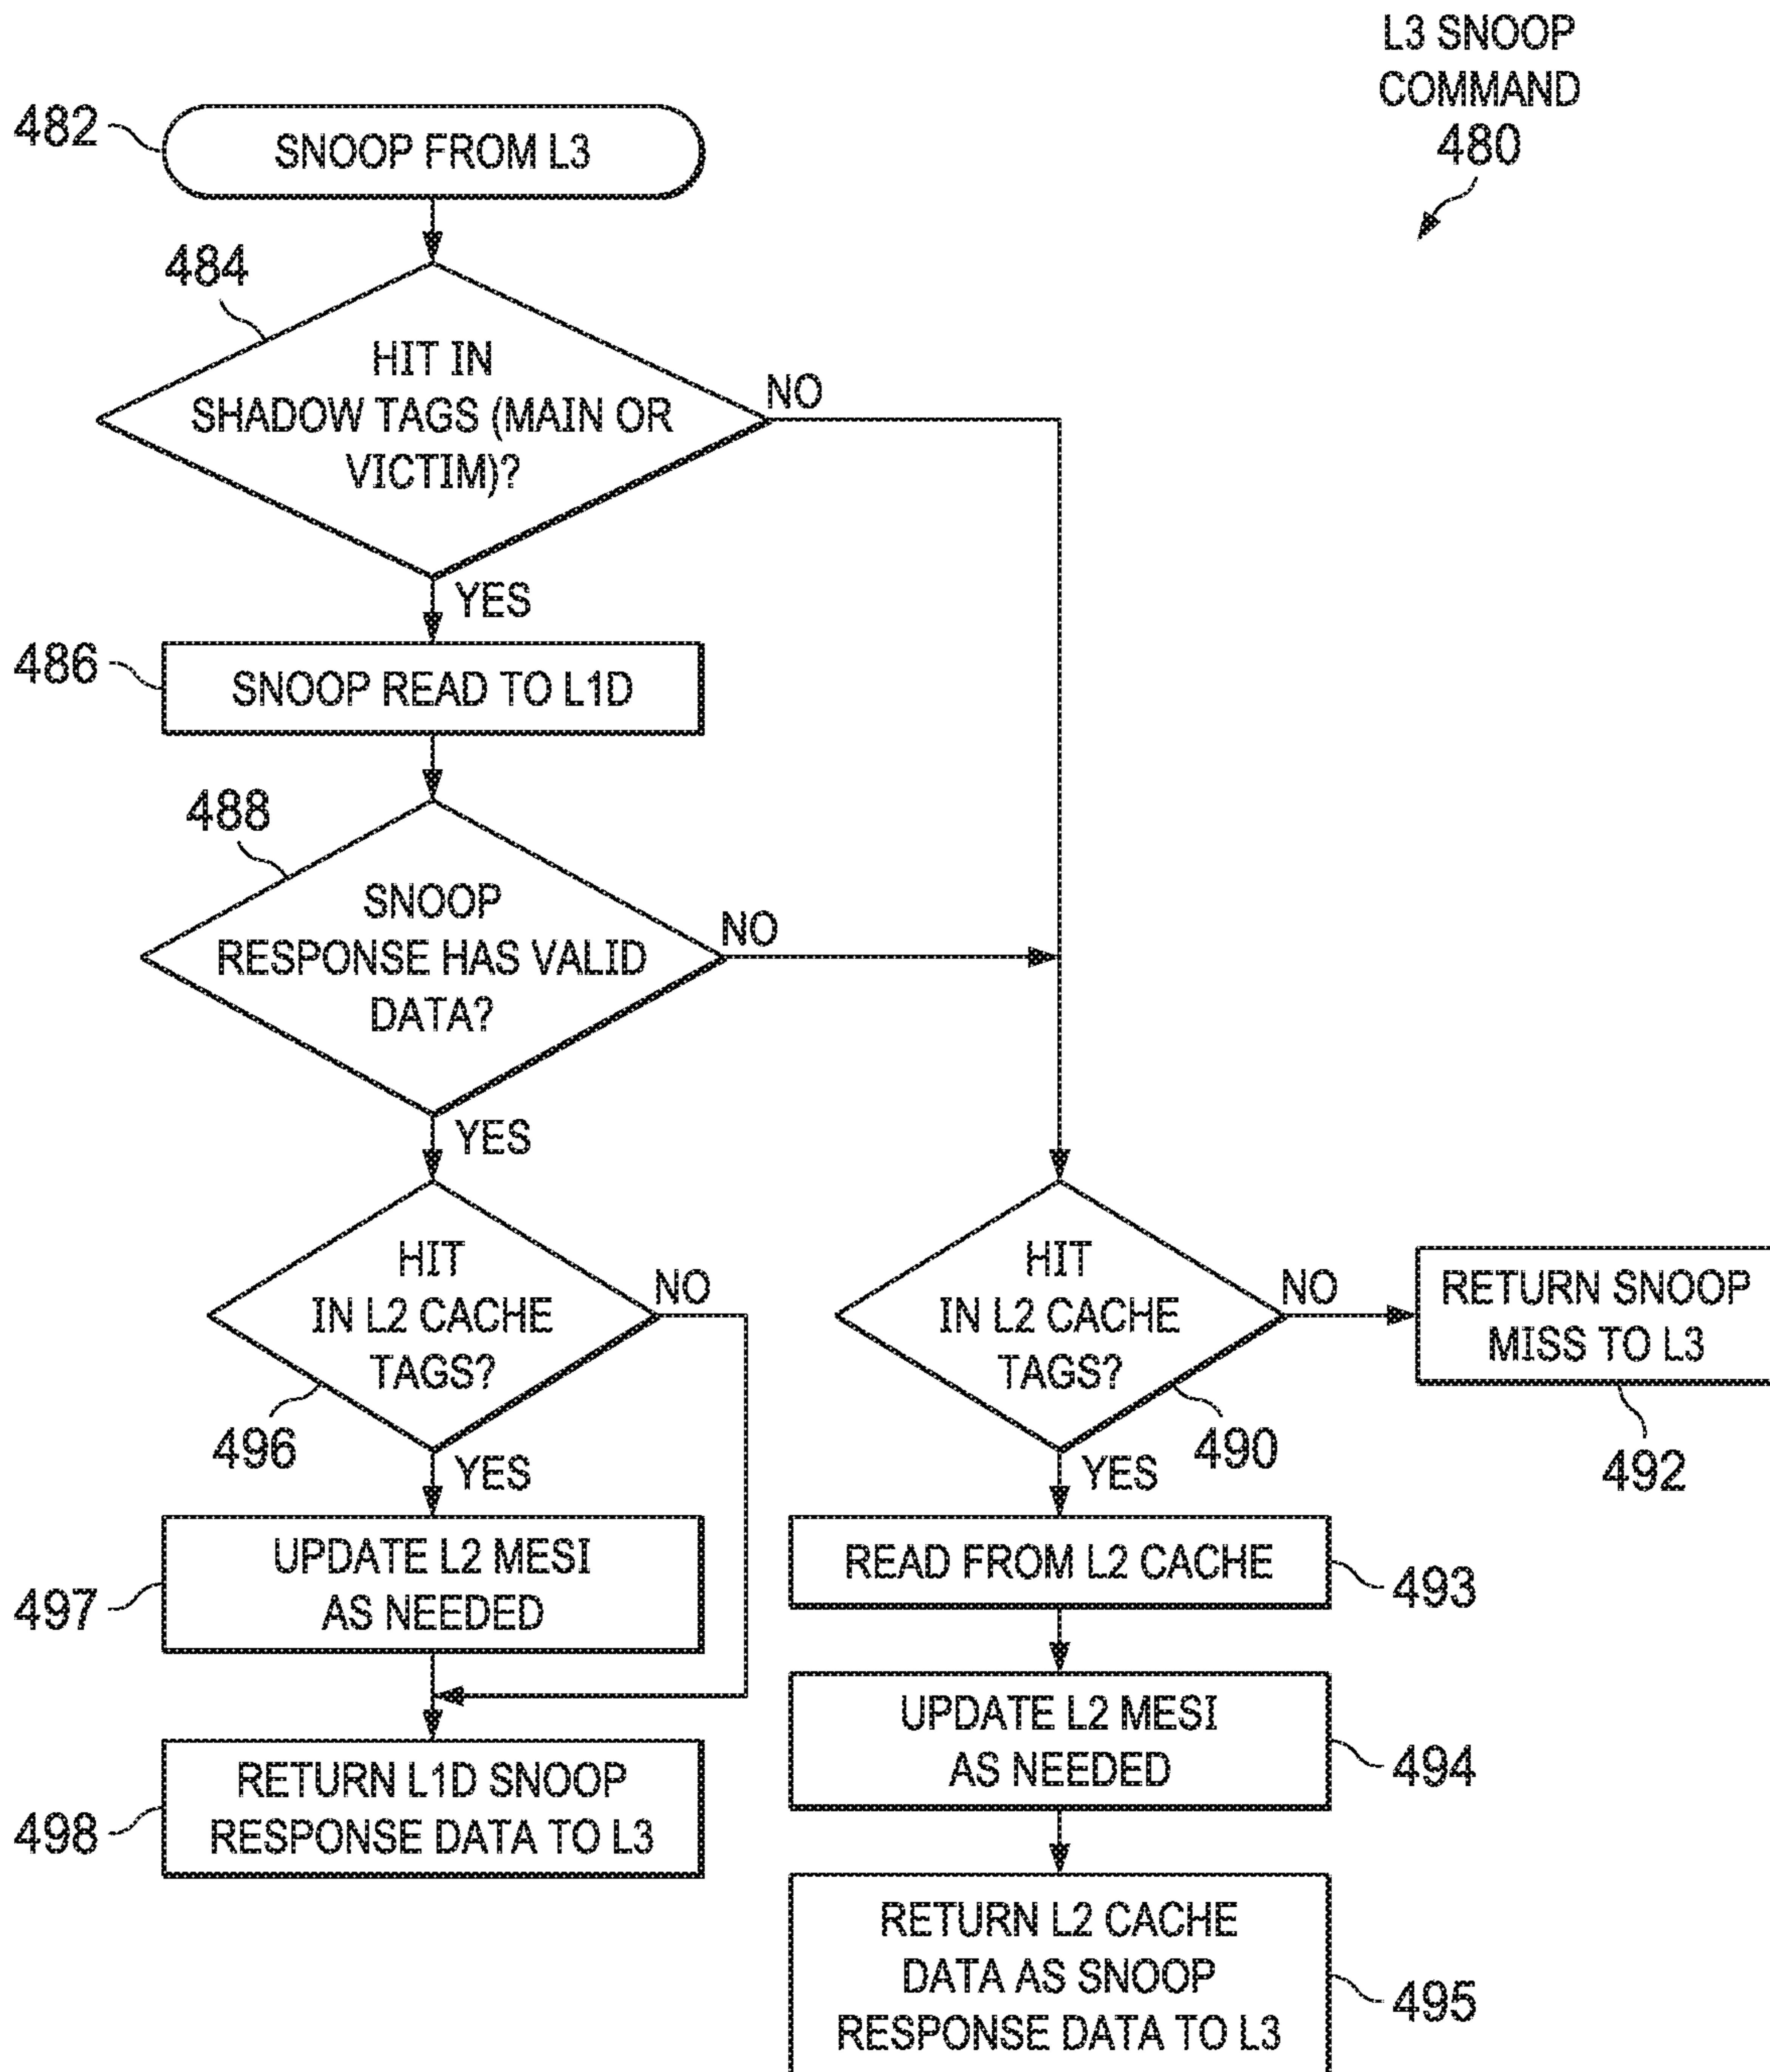 L3 SNOOP
COMMAND
480
482
SNOOP FROM L3
484
HIT IN
SHADOW TAGS (MAIN OR
VICTIM)?
NO
YES
486
SNOOP READ TO L1D
488
SNOOP
RESPONSE HAS VALID
DATA?
NO
YES
HIT
IN L2 CACHE
TAGS?
NO
496
YES
UPDATE L2 MESI
AS NEEDED
497
RETURN L1D SNOOP
RESPONSE DATA TO L3
498
HIT
IN L2 CACHE
TAGS?
NO
490
YES
RETURN SNOOP
MISS TO L3
492
READ FROM L2 CACHE
493
UPDATE L2 MESI
AS NEEDED
494
RETURN L2 CACHE
DATA AS SNOOP
RESPONSE DATA TO L3
495